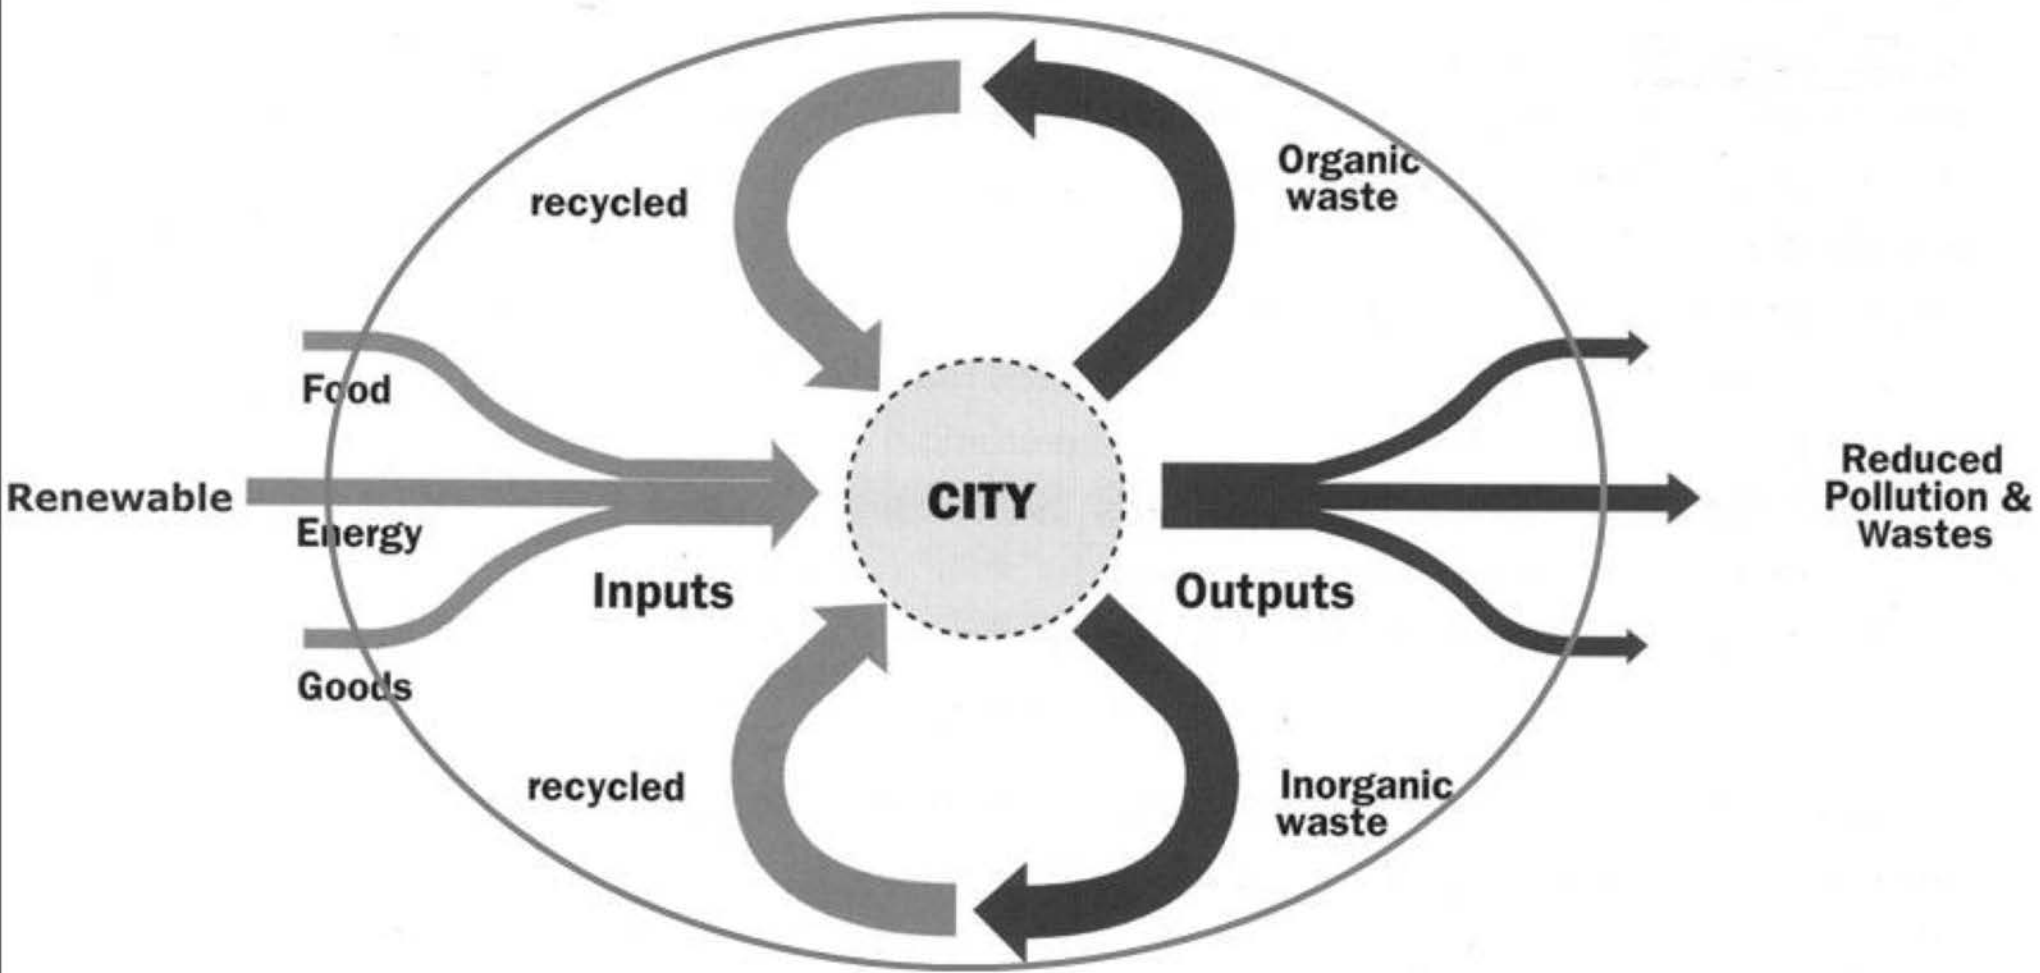 Organic
waste
recycled
Food
Renewable
Energy
CITY
Reduced
Pollution &
Wastes
Inputs
Outputs
Goods
recycled
Inorganic
waste